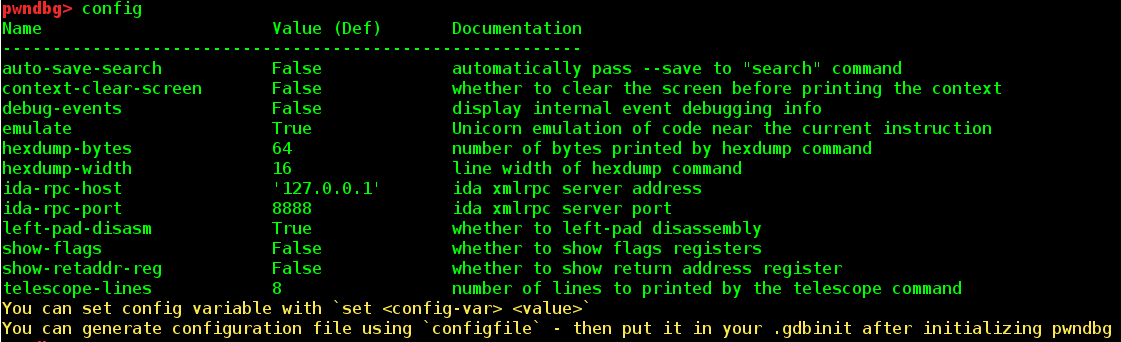 pwndbg> config
Name                       Value (Def)       Documentation
----------------------------------------------------------
auto-save-search           False             automatically pass --save to "search" command
context-clear-screen       False             whether to clear the screen before printing the context
debug-events               False             display internal event debugging info
emulate                    True              Unicorn emulation of code near the current instruction
hexdump-bytes              64                number of bytes printed by hexdump command
hexdump-width              16                line width of hexdump command
ida-rpc-host               '127.0.0.1'       ida xmlrpc server address
ida-rpc-port               8888              ida xmlrpc server port
left-pad-disasm            True              whether to left-pad disassembly
show-flags                 False             whether to show flags registers
show-retaddr-reg           False             whether to show return address register
telescope-lines            8                 number of lines to printed by the telescope command
You can set config variable with `set <config-var> <value>`
You can generate configuration file using `configfile` - then put it in your .gdbinit after initializing pwndbg